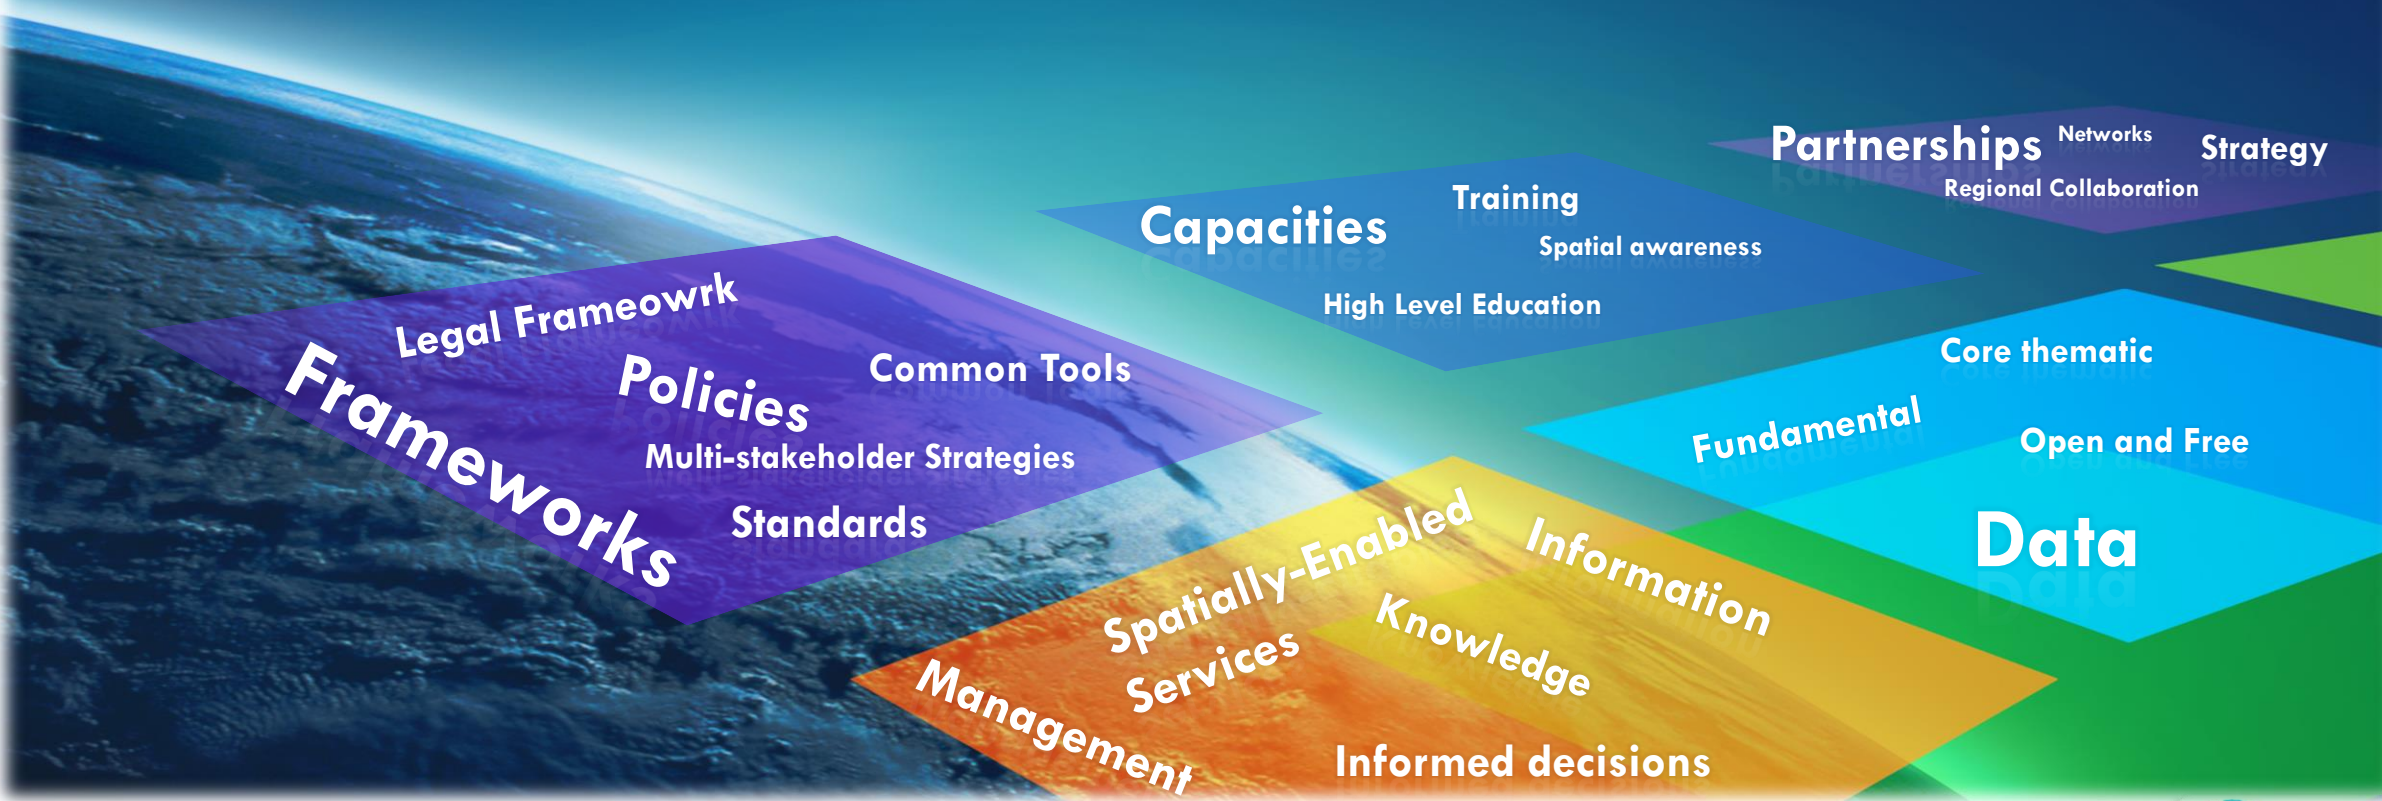 Partnerships
Networks
Strategy
Regional Collaboration
Capacities
Training
Spatial awareness
High Level Education
Legal Frameowrk
Frameworks
Policies
Common Tools
Multi-stakeholder Strategies
Standards
Core thematic
Fundamental
Open and Free
Data
Spatially-Enabled
Services
Information
Knowledge
Management
Informed decisions